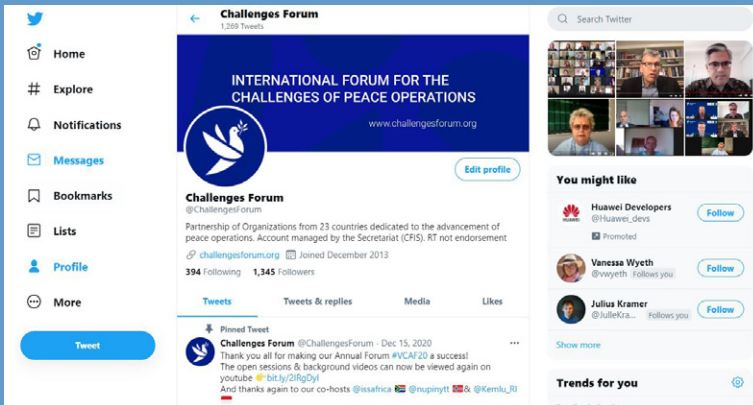 Challenges Forum
1,269 Tweets
Home
Explore
Notifications
Messages
Bookmarks
Lists
Profile
More
Tweet
INTERNATIONAL FORUM FOR THE
CHALLENGES OF PEACE OPERATIONS
www.challengesforum.org
Edit profile
Challenges Forum
@ChallengesForum
Partnership of Organizations from 23 countries dedicated to the advancement of
peace operations. Account managed by the Secretariat (CFIS). RT not endorsement
challengesforum.org Joined December 2013
394 Following 1,345 Followers
Tweets Tweets & replies Media Likes
Pinned Tweet
Challenges Forum @ChallengesForum · Dec 15, 2020
Thank you all for making our Annual Forum #VCAF20 a success!
The open sessions & background videos can now be viewed again on
youtube 👉bit.ly/2IRgDyI
And thanks again to our co-hosts @issafrica 🇿🇦 @nupinytt 🇳🇴& @Kemlu_RI
🇮🇩
Search Twitter
You might like
HUAWEI
Huawei Developers
@Huawei_devs
Follow
Promoted
Vanessa Wyeth
@vwyeth Follows you
Follow
Julius Kramer
@JulleKra... Follows you
Follow
Show more
Trends for you